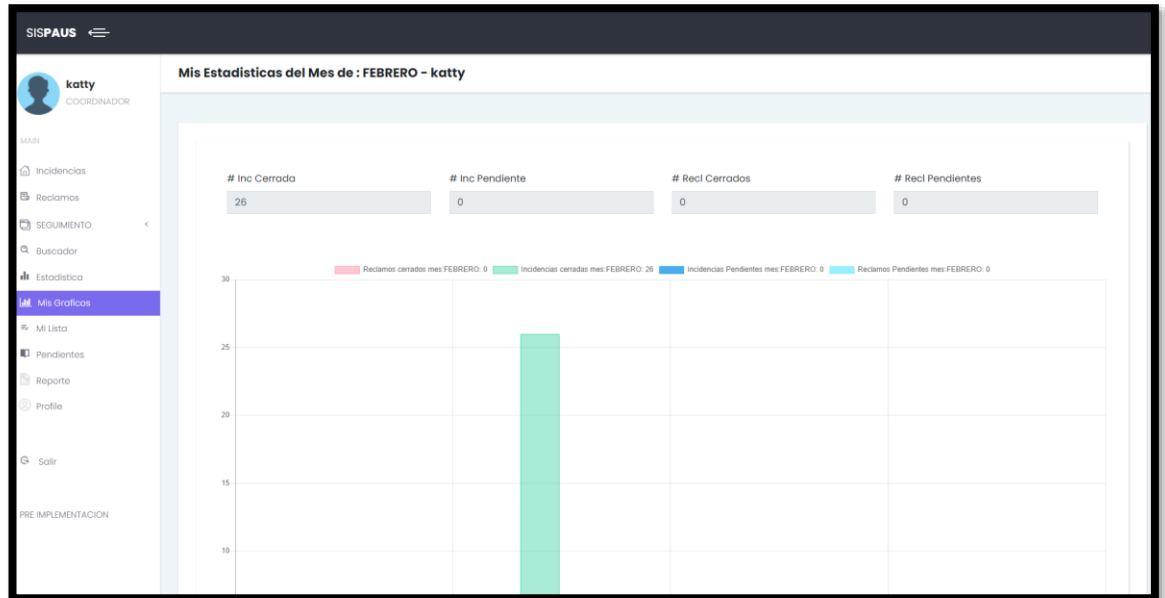 SISPAUS
katty
COORDINADOR
MAIN
Incidencias
Reclamos
SEGUIMIENTO
Buscador
Estadistica
Mis Graficos
Mi Lista
Pendientes
Reporte
Profile
Salir
PRE IMPLEMENTACION
Mis Estadisticas del Mes de : FEBRERO - katty
# Inc Cerrada # Inc Pendiente # Recl Cerrados # Recl Pendientes
26 0 0 0
Reclamos cerrados mes:FEBRERO: 0 Incidencias cerradas mes:FEBRERO: 26 Incidencias Pendientes mes:FEBRERO: 0 Reclamos Pendientes mes:FEBRERO: 0
30
25
20
15
10